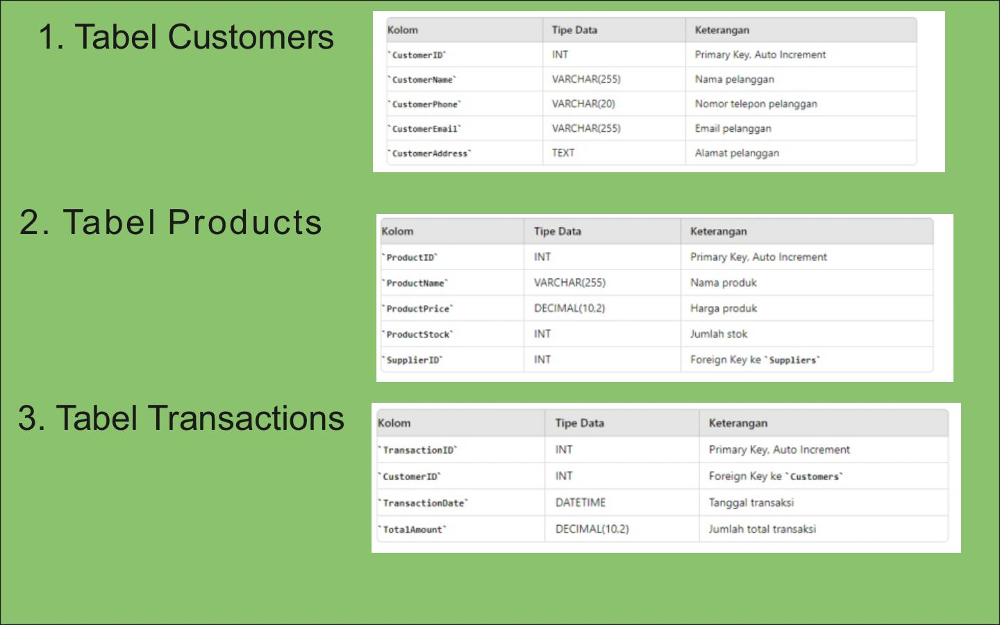 1. Tabel Customers
Kolom Tipe Data Keterangan
`CustomerID` INT Primary Key, Auto Increment
`CustomerName` VARCHAR(255) Nama pelanggan
`CustomerPhone` VARCHAR(20) Nomor telepon pelanggan
`CustomerEmail` VARCHAR(255) Email pelanggan
`CustomerAddress` TEXT Alamat pelanggan
2. Tabel Products
Kolom Tipe Data Keterangan
`ProductID` INT Primary Key, Auto Increment
`ProductName` VARCHAR(255) Nama produk
`ProductPrice` DECIMAL(10,2) Harga produk
`ProductStock` INT Jumlah stok
`SupplierID` INT Foreign Key ke `Suppliers`
3. Tabel Transactions
Kolom Tipe Data Keterangan
`TransactionID` INT Primary Key, Auto Increment
`CustomerID` INT Foreign Key ke `Customers`
`TransactionDate` DATETIME Tanggal transaksi
`TotalAmount` DECIMAL(10,2) Jumlah total transaksi